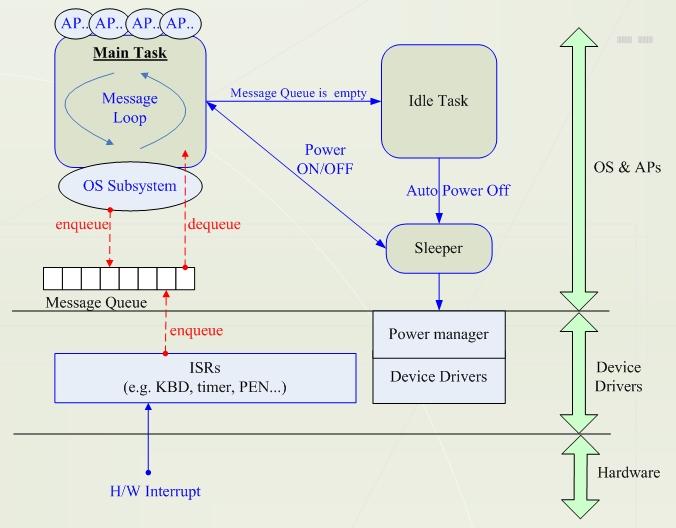 AP..
AP..
AP..
AP..
Main Task
Message
Loop
OS Subsystem
Message Queue is empty
Idle Task
Power
ON/OFF
Auto Power Off
OS & APs
enqueue
dequeue
Sleeper
Message Queue
enqueue
Power manager
Device Drivers
ISRs
(e.g. KBD, timer, PEN...)
Device
Drivers
Hardware
H/W Interrupt